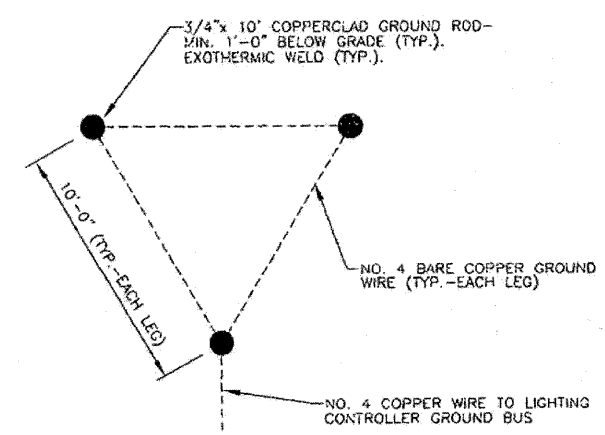 3/4"x 10' COPPERCLAD GROUND ROD-
MIN. 1'-0" BELOW GRADE (TYP.).
EXOTHERMIC WELD (TYP.).
10'-0" (TYP.-EACH LEG)
NO. 4 BARE COPPER GROUND
WIRE (TYP.-EACH LEG)
NO. 4 COPPER WIRE TO LIGHTING
CONTROLLER GROUND BUS